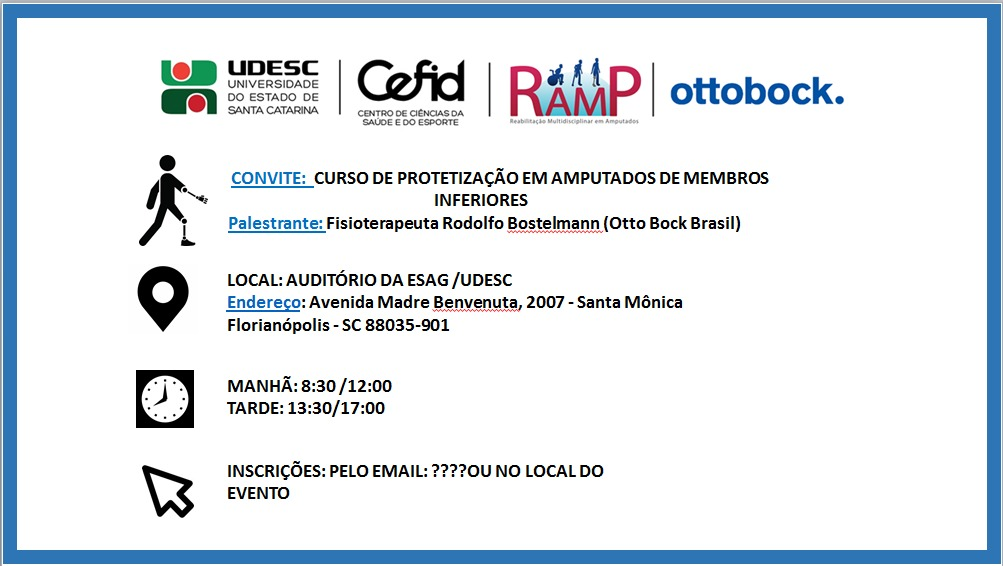 UDESC
UNIVERSIDADE
DO ESTADO DE
SANTA CATARINA
Cefid
CENTRO DE CIÊNCIAS DA
SAÚDE E DO ESPORTE
RAMP
Reabilitação Multidisciplinar em Amputados
ottobock.
CONVITE: CURSO DE PROTETIZAÇÃO EM AMPUTADOS DE MEMBROS
INFERIORES
Palestrante: Fisioterapeuta Rodolfo Bostelmann (Otto Bock Brasil)
LOCAL: AUDITÓRIO DA ESAG /UDESC
Endereço: Avenida Madre Benvenuta, 2007 - Santa Mônica
Florianópolis - SC 88035-901
MANHÃ: 8:30 /12:00
TARDE: 13:30/17:00
INSCRIÇÕES: PELO EMAIL: ????OU NO LOCAL DO
EVENTO